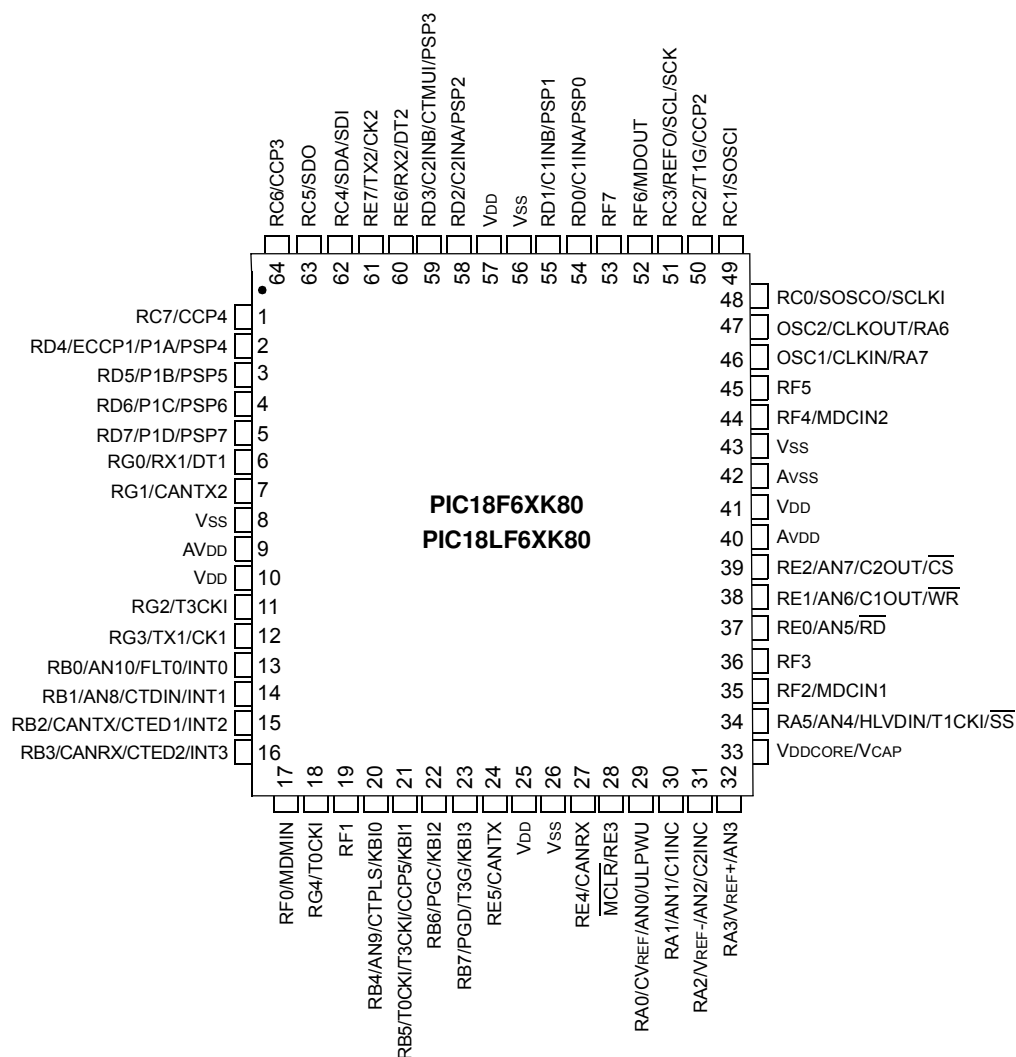 RC6/CCP3
RC5/SDO
RC4/SDA/SDI
RE7/TX2/CK2
RE6/RX2/DT2
RD3/C2INB/CTMUI/PSP3
RD2/C2INA/PSP2
VDD
VSS
RD1/C1INB/PSP1
RD0/C1INA/PSP0
RF7
RF6/MDOUT
RC3/REFO/SCL/SCK
RC2/T1G/CCP2
RC1/SOSCI
64 63 62 61 60 59 58 57 56 55 54 53 52 51 50 49
RC7/CCP4 1
RD4/ECCP1/P1A/PSP4 2
RD5/P1B/PSP5 3
RD6/P1C/PSP6 4
RD7/P1D/PSP7 5
RG0/RX1/DT1 6
RG1/CANTX2 7
VSS 8
AVDD 9
VDD 10
RG2/T3CKI 11
RG3/TX1/CK1 12
RB0/AN10/FLT0/INT0 13
RB1/AN8/CTDIN/INT1 14
RB2/CANTX/CTED1/INT2 15
RB3/CANRX/CTED2/INT3 16
PIC18F6XK80
PIC18LF6XK80
48 RC0/SOSCO/SCLKI
47 OSC2/CLKOUT/RA6
46 OSC1/CLKIN/RA7
45 RF5
44 RF4/MDCIN2
43 VSS
42 AVSS
41 VDD
40 AVDD
39 RE2/AN7/C2OUT/CS
38 RE1/AN6/C1OUT/WR
37 RE0/AN5/RD
36 RF3
35 RF2/MDCIN1
34 RA5/AN4/HLVDIN/T1CKI/SS
33 VDDCORE/VCAP
17 18 19 20 21 22 23 24 25 26 27 28 29 30 31 32
RF0/MDMIN
RG4/T0CKI
RF1
RB4/AN9/CTPLS/KBI0
RB5/T0CKI/T3CKI/CCP5/KBI1
RB6/PGC/KBI2
RB7/PGD/T3G/KBI3
RE5/CANTX
VDD
VSS
RE4/CANRX
MCLR/RE3
RA0/CVREF/AN0/ULPWU
RA1/AN1/C1INC
RA2/VREF-/AN2/C2INC
RA3/VREF+/AN3